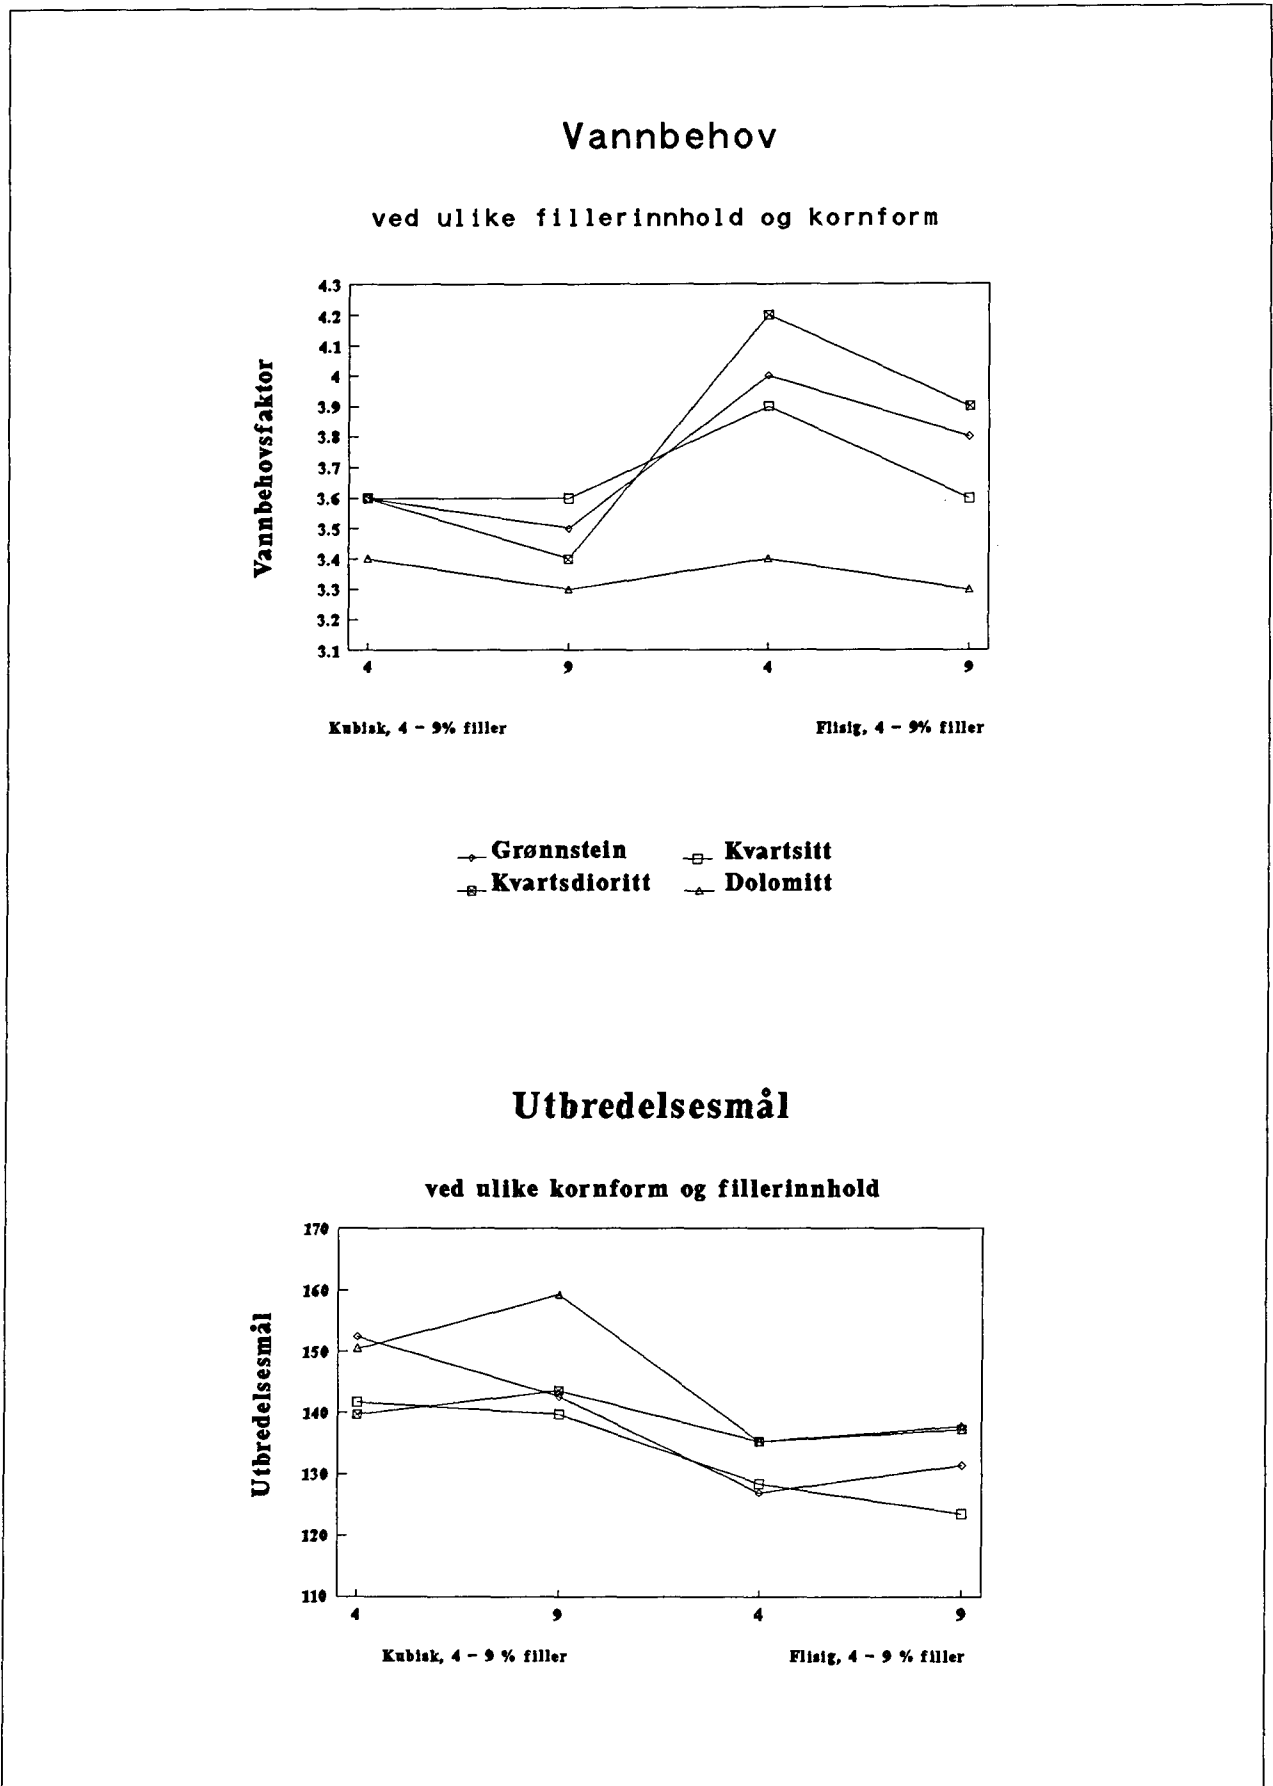 Vannbehov
ved ulike fillerinnhold og kornform
Vannbehovsfaktor
4.3
4.2
4.1
4
3.9
3.8
3.7
3.6
3.5
3.4
3.3
3.2
3.1
4 9 4 9
Kubisk, 4 - 9% filler Flisig, 4 - 9% filler
Grønnstein Kvartsitt
Kvartsdioritt Dolomitt
Utbredelsesmål
ved ulike kornform og fillerinnhold
Utbredelsesmål
170
160
150
140
130
120
110
4 9 4 9
Kubisk, 4 - 9 % filler Flisig, 4 - 9 % filler